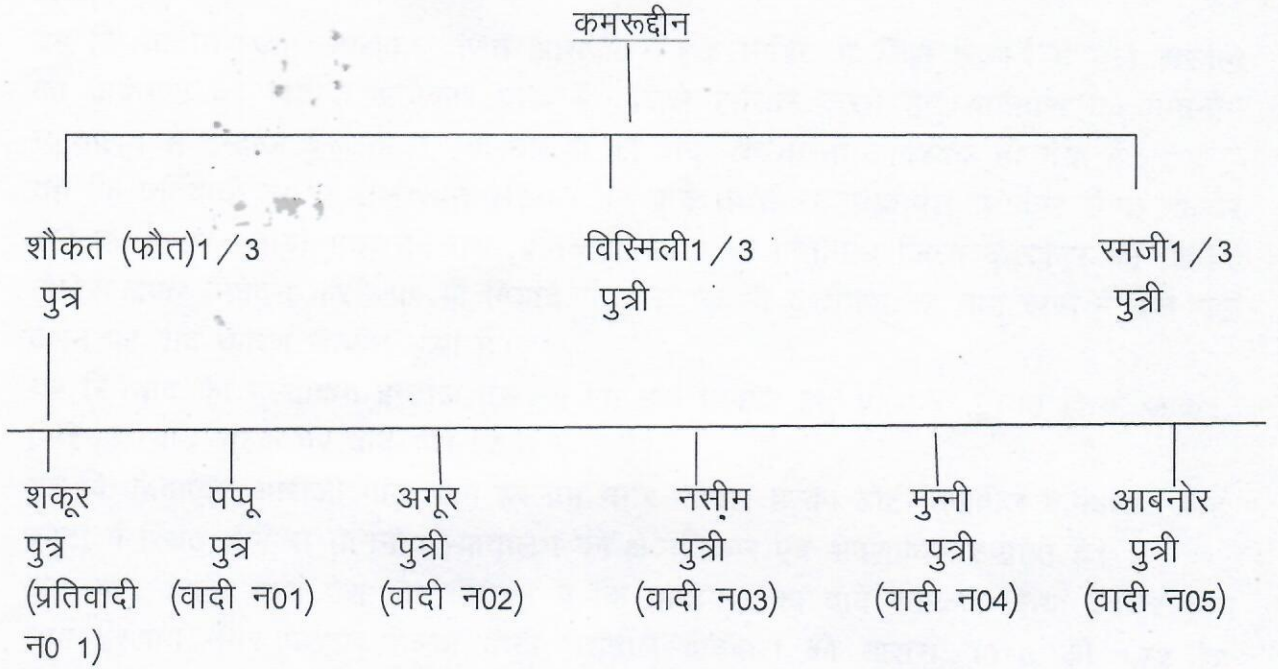 कमरूद्दीन
शौकत (फौत)1/3 विस्मिली1/3 रमजी1/3
पुत्र पुत्री पुत्री
शकूर पप्पू अगूर नसीम मुन्नी आबनोर
पुत्र पुत्र पुत्री पुत्री पुत्री पुत्री
(प्रतिवादी (वादी न01) (वादी न02) (वादी न03) (वादी न04) (वादी न05)
न0 1)